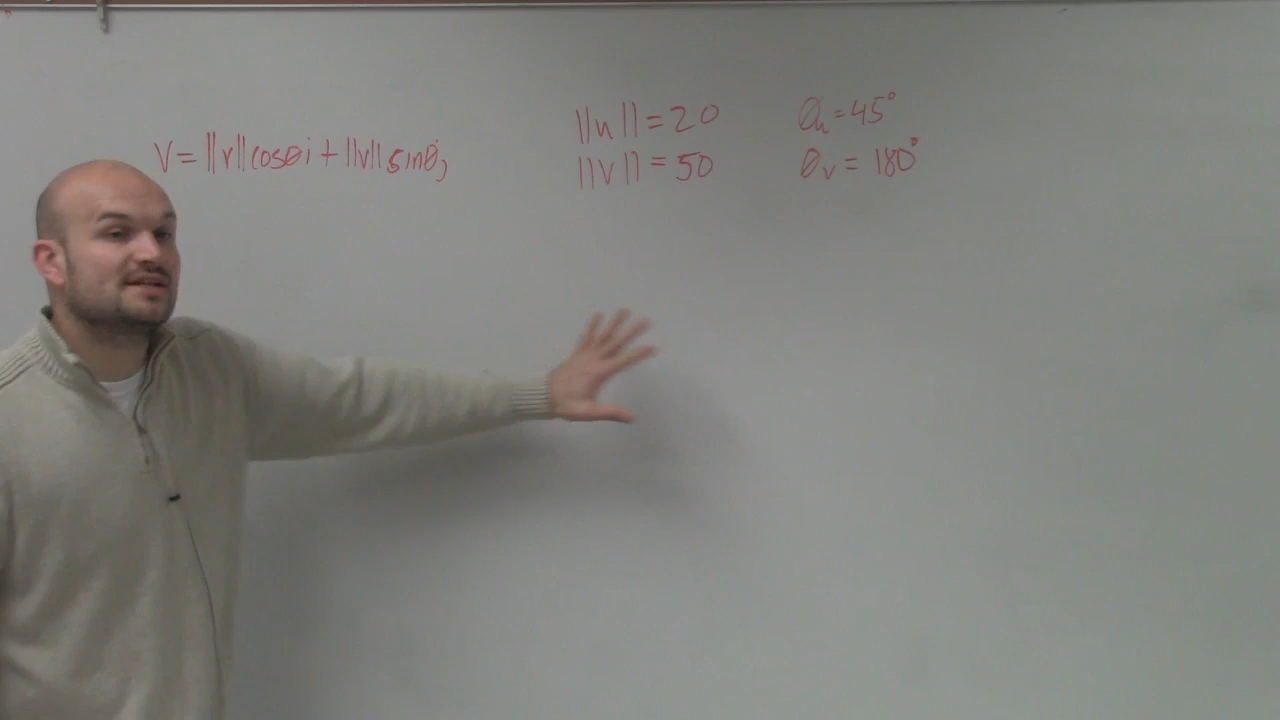 V = ||v|| cosθi + ||v|| sinθj
||u|| = 20 θu = 45°
||v|| = 50 θv = 180°